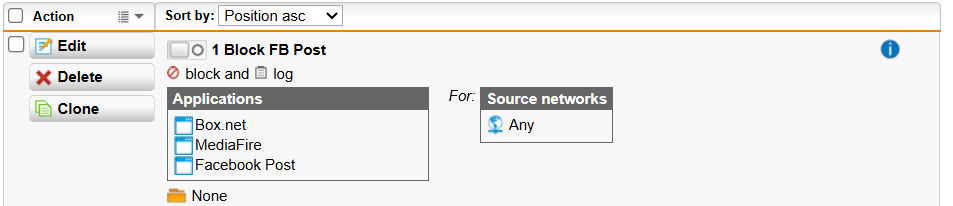 Action Sort by: Position asc
Edit 1 Block FB Post
block and log
Delete Applications For: Source networks
Clone Box.net Any
MediaFire
Facebook Post
None